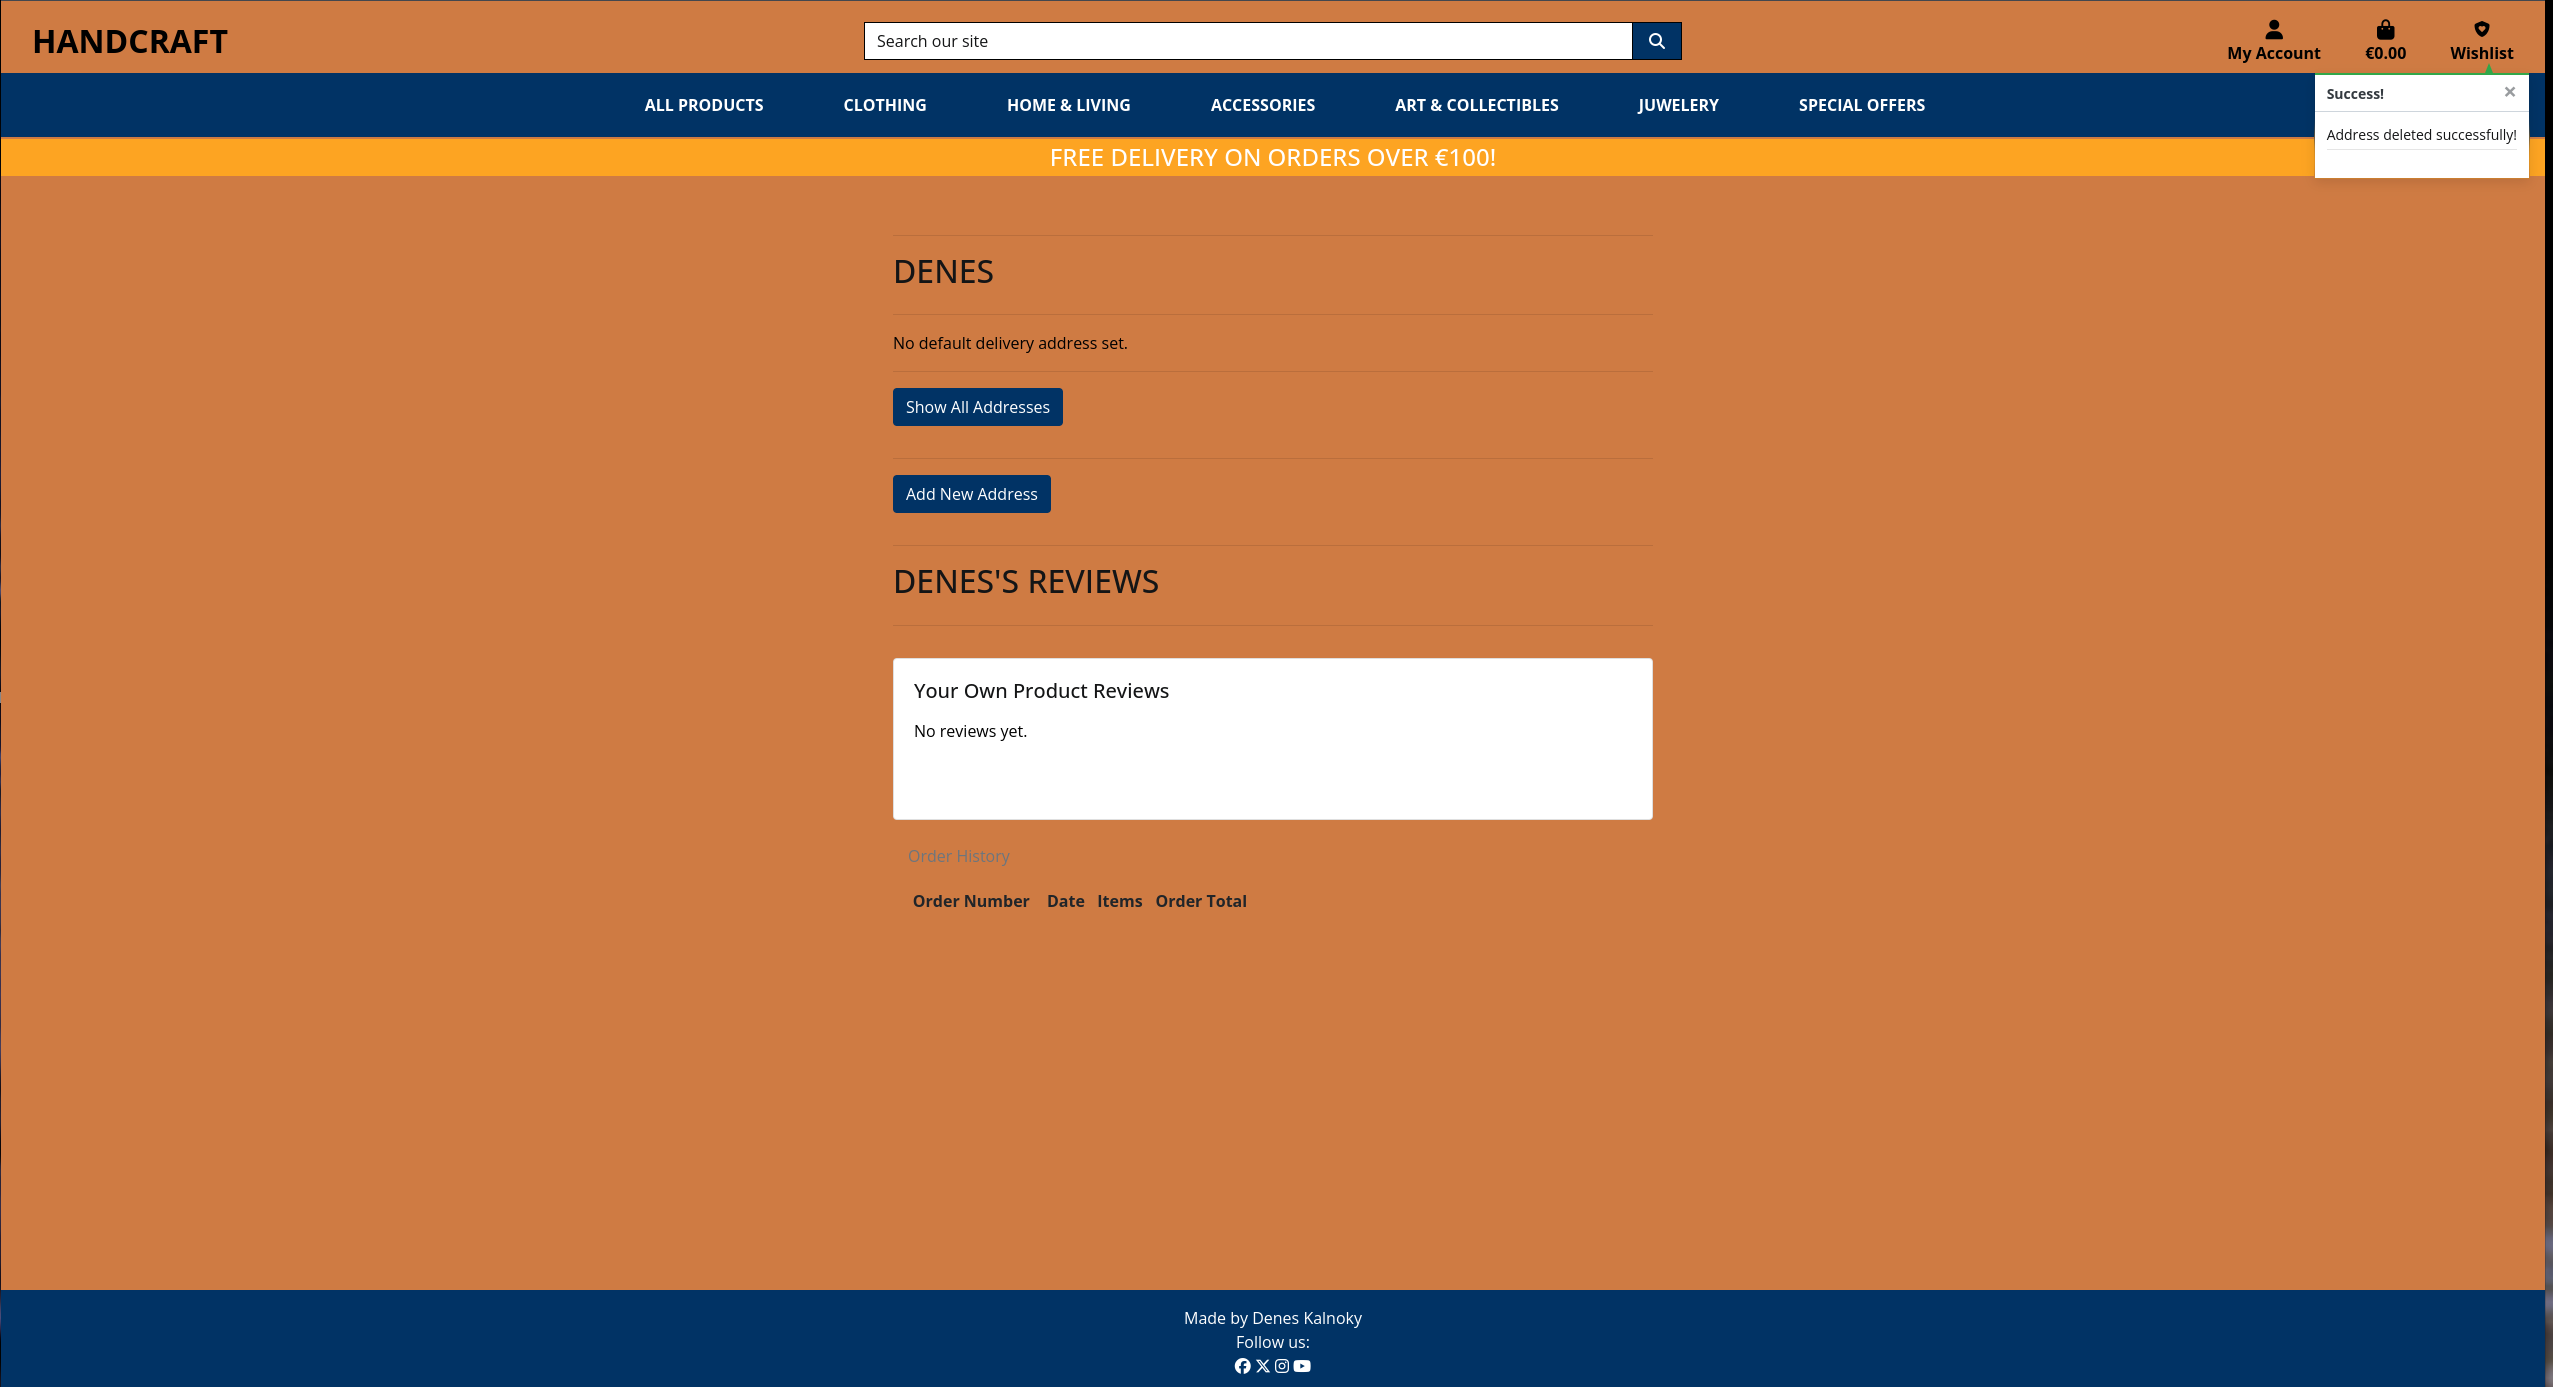 HANDCRAFT
Search our site
My Account
€0.00
Wishlist
ALL PRODUCTS
CLOTHING
HOME & LIVING
ACCESSORIES
ART & COLLECTIBLES
JUWELERY
SPECIAL OFFERS
Success!
×
Address deleted successfully!
FREE DELIVERY ON ORDERS OVER €100!
DENES
No default delivery address set.
Show All Addresses
Add New Address
DENES'S REVIEWS
Your Own Product Reviews
No reviews yet.
Order History
Order Number Date Items Order Total
Made by Denes Kalnoky
Follow us: